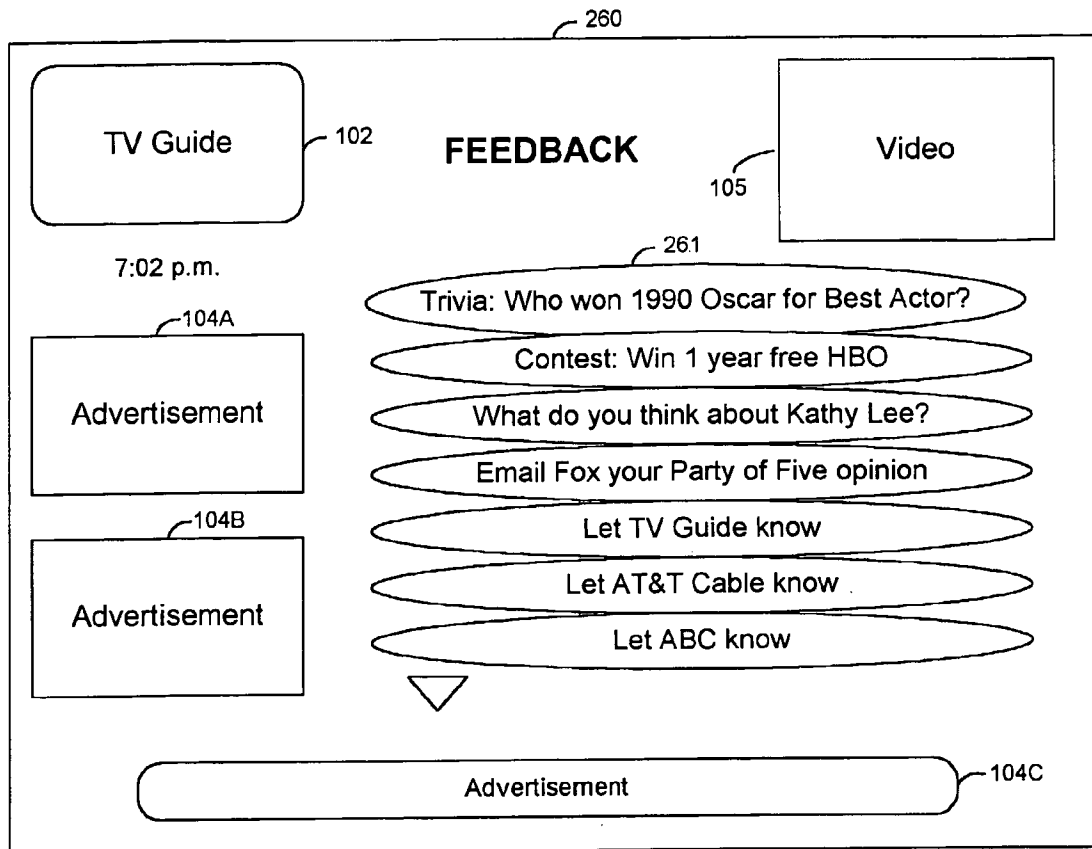 260
TV Guide
102
FEEDBACK
105
Video
7:02 p.m.
261
Trivia: Who won 1990 Oscar for Best Actor?
104A
Advertisement
Contest: Win 1 year free HBO
What do you think about Kathy Lee?
Email Fox your Party of Five opinion
104B
Advertisement
Let TV Guide know
Let AT&T Cable know
Let ABC know
Advertisement
104C